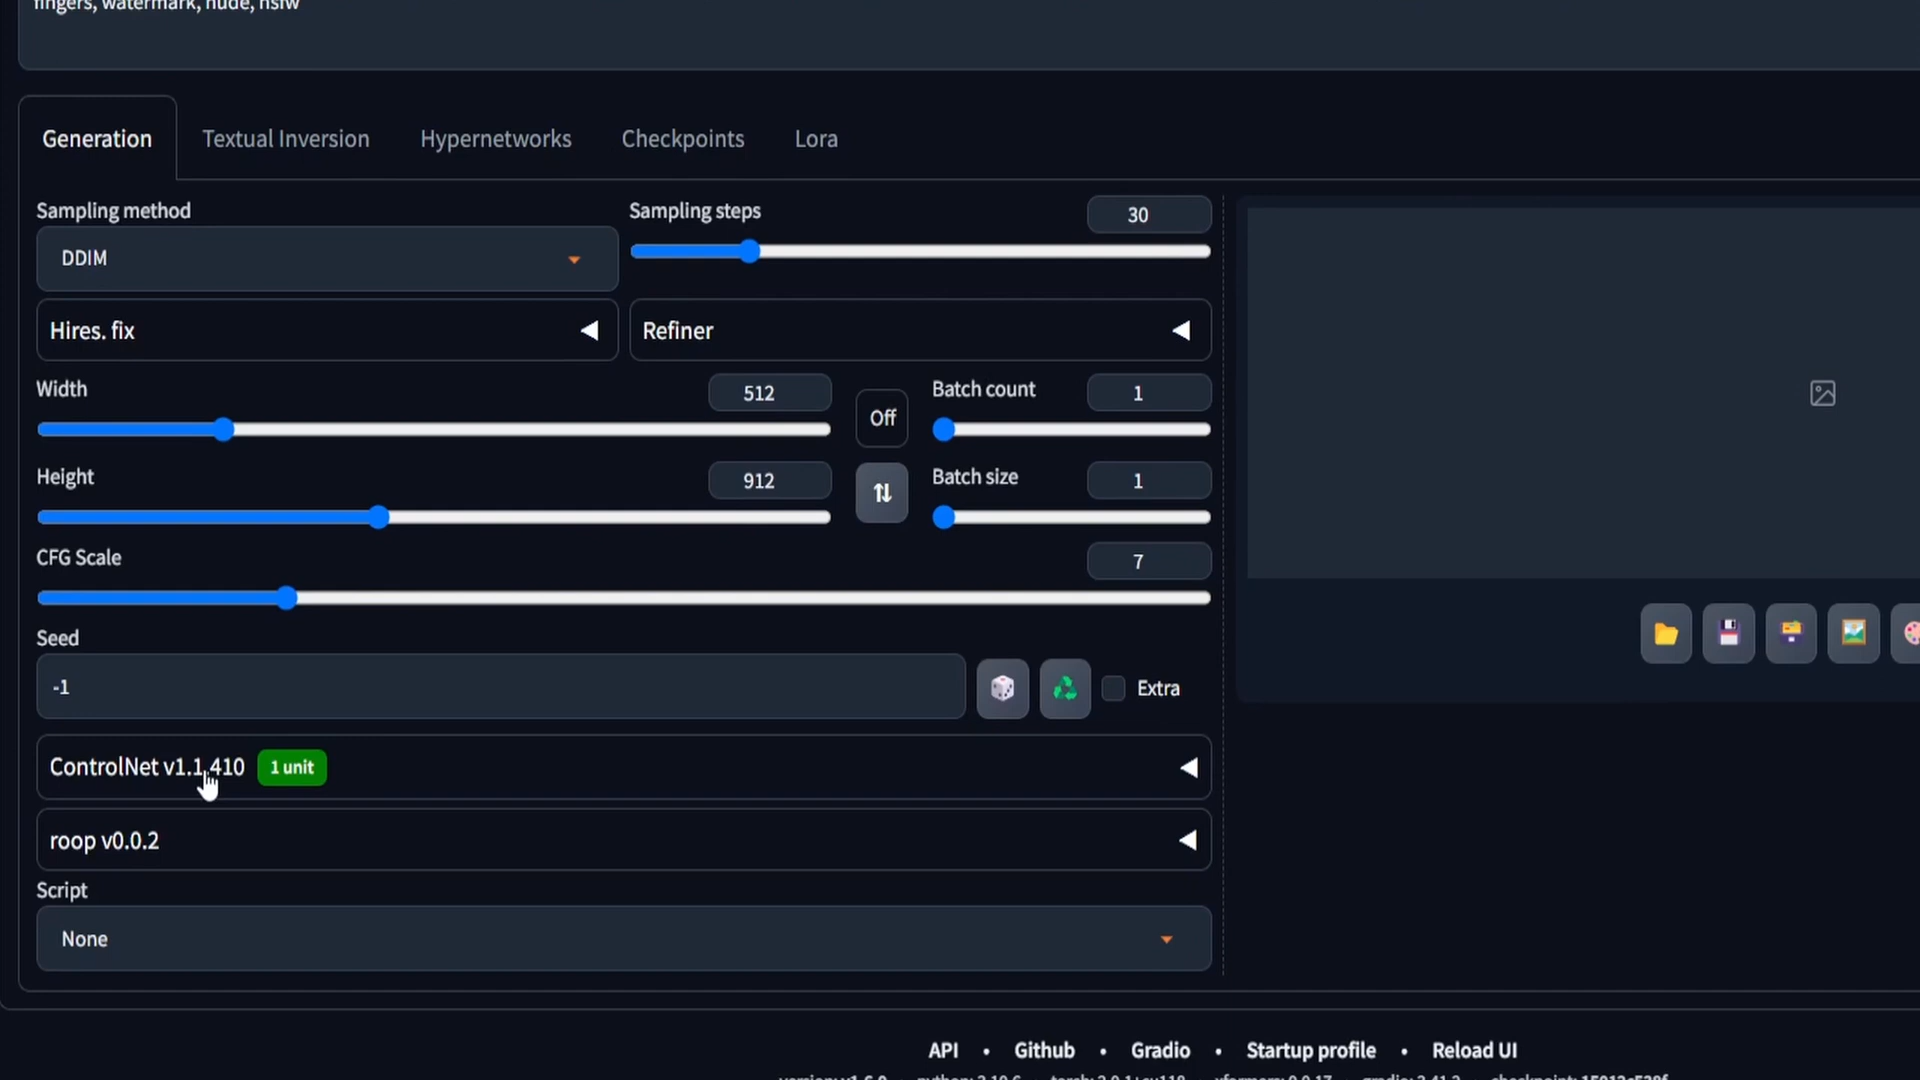 fingers, watermark, nude, nsfw
Generation Textual Inversion Hypernetworks Checkpoints Lora
Sampling method Sampling steps 30
DDIM
Hires. fix Refiner
Width 512 Off Batch count 1
Height 912 Batch size 1
CFG Scale 7
Seed
-1 Extra
ControlNet v1.1.410 1 unit
roop v0.0.2
Script
None
API • Github • Gradio • Startup profile • Reload UI